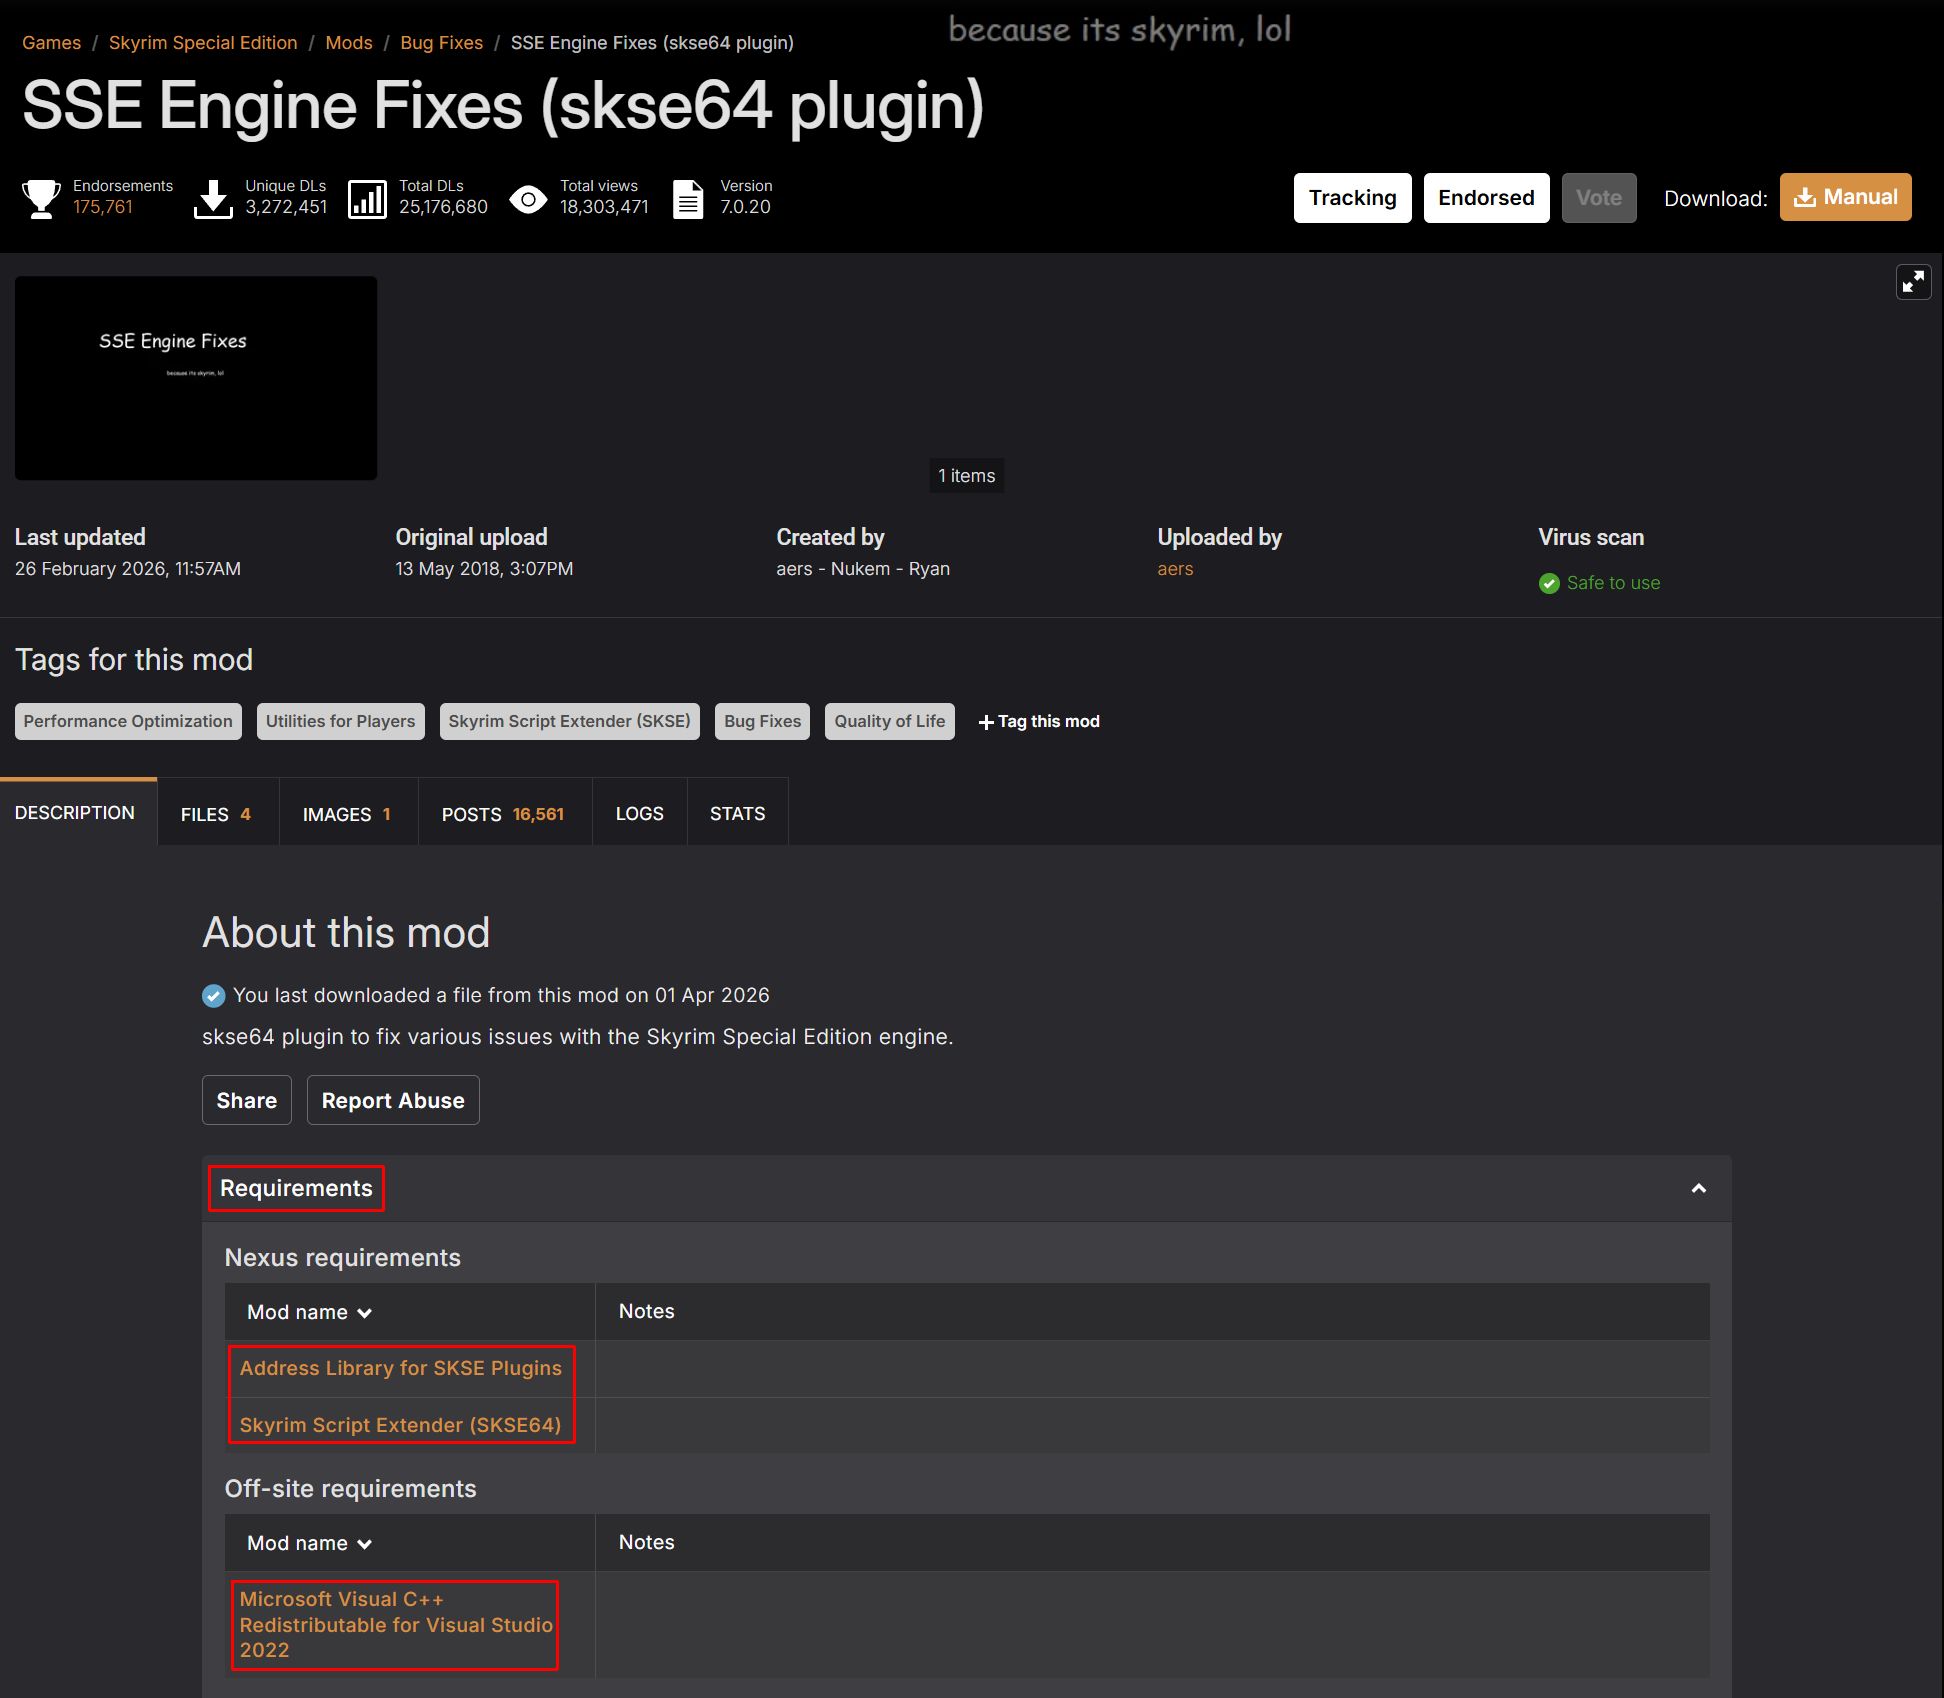 because its skyrim, lol
Games / Skyrim Special Edition / Mods / Bug Fixes / SSE Engine Fixes (skse64 plugin)
SSE Engine Fixes (skse64 plugin)
Endorsements
175,761
Unique DLs
3,272,451
Total DLs
25,176,680
Total views
18,303,471
Version
7.0.20
Tracking
Endorsed
Vote
Download:
Manual
SSE Engine Fixes
because its skyrim, lol
1 items
Last updated
26 February 2026, 11:57AM
Original upload
13 May 2018, 3:07PM
Created by
aers - Nukem - Ryan
Uploaded by
aers
Virus scan
Safe to use
Tags for this mod
Performance Optimization
Utilities for Players
Skyrim Script Extender (SKSE)
Bug Fixes
Quality of Life
Tag this mod
DESCRIPTION
FILES 4
IMAGES 1
POSTS 16,561
LOGS
STATS
About this mod
You last downloaded a file from this mod on 01 Apr 2026
skse64 plugin to fix various issues with the Skyrim Special Edition engine.
Share
Report Abuse
Requirements
Nexus requirements
Mod name
Notes
Address Library for SKSE Plugins
Skyrim Script Extender (SKSE64)
Off-site requirements
Mod name
Notes
Microsoft Visual C++
Redistributable for Visual Studio
2022